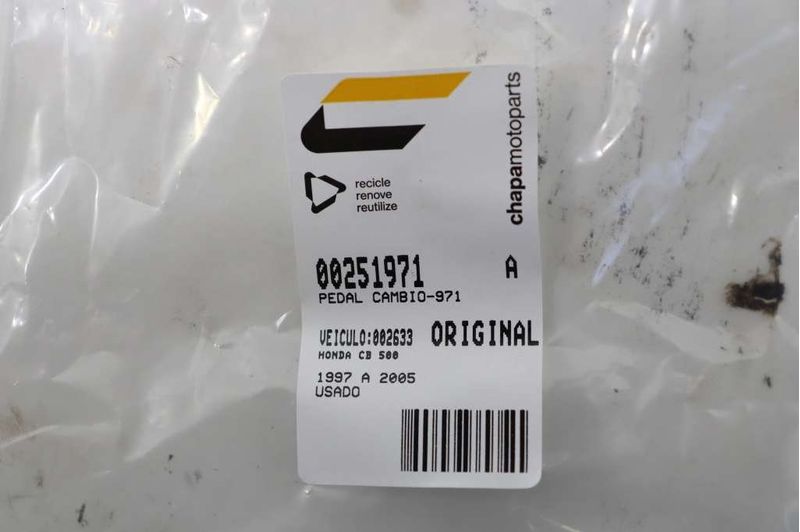 chapamotoparts
recicle
renove
reutilize
00251971 A
PEDAL CAMBIO-971
VEICULO:002633 ORIGINAL
HONDA CB 500
1997 A 2005
USADO